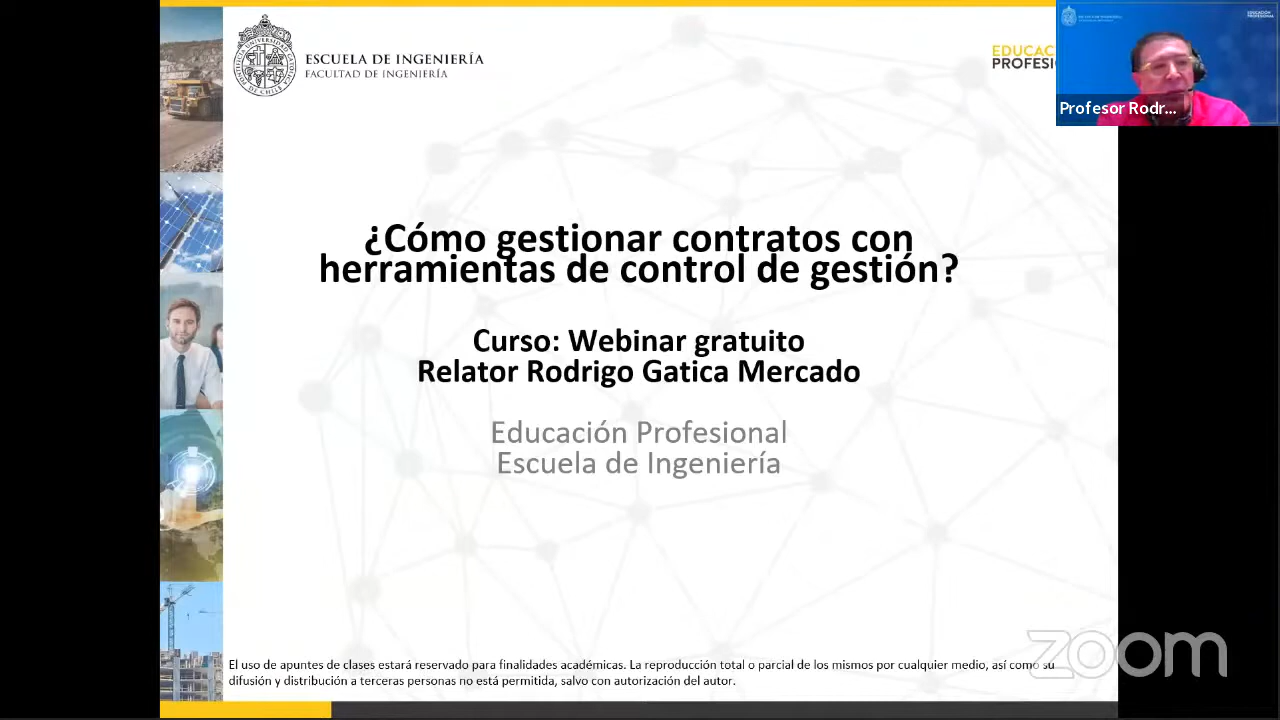 ESCUELA DE INGENIERÍA
FACULTAD DE INGENIERÍA
EDUCAC
PROFESIO
Profesor Rodr...
¿Cómo gestionar contratos con
herramientas de control de gestión?
Curso: Webinar gratuito
Relator Rodrigo Gatica Mercado
Educación Profesional
Escuela de Ingeniería
El uso de apuntes de clases estará reservado para finalidades académicas. La reproducción total o parcial de los mismos por cualquier medio, así como su
difusión y distribución a terceras personas no está permitida, salvo con autorización del autor.
zoom